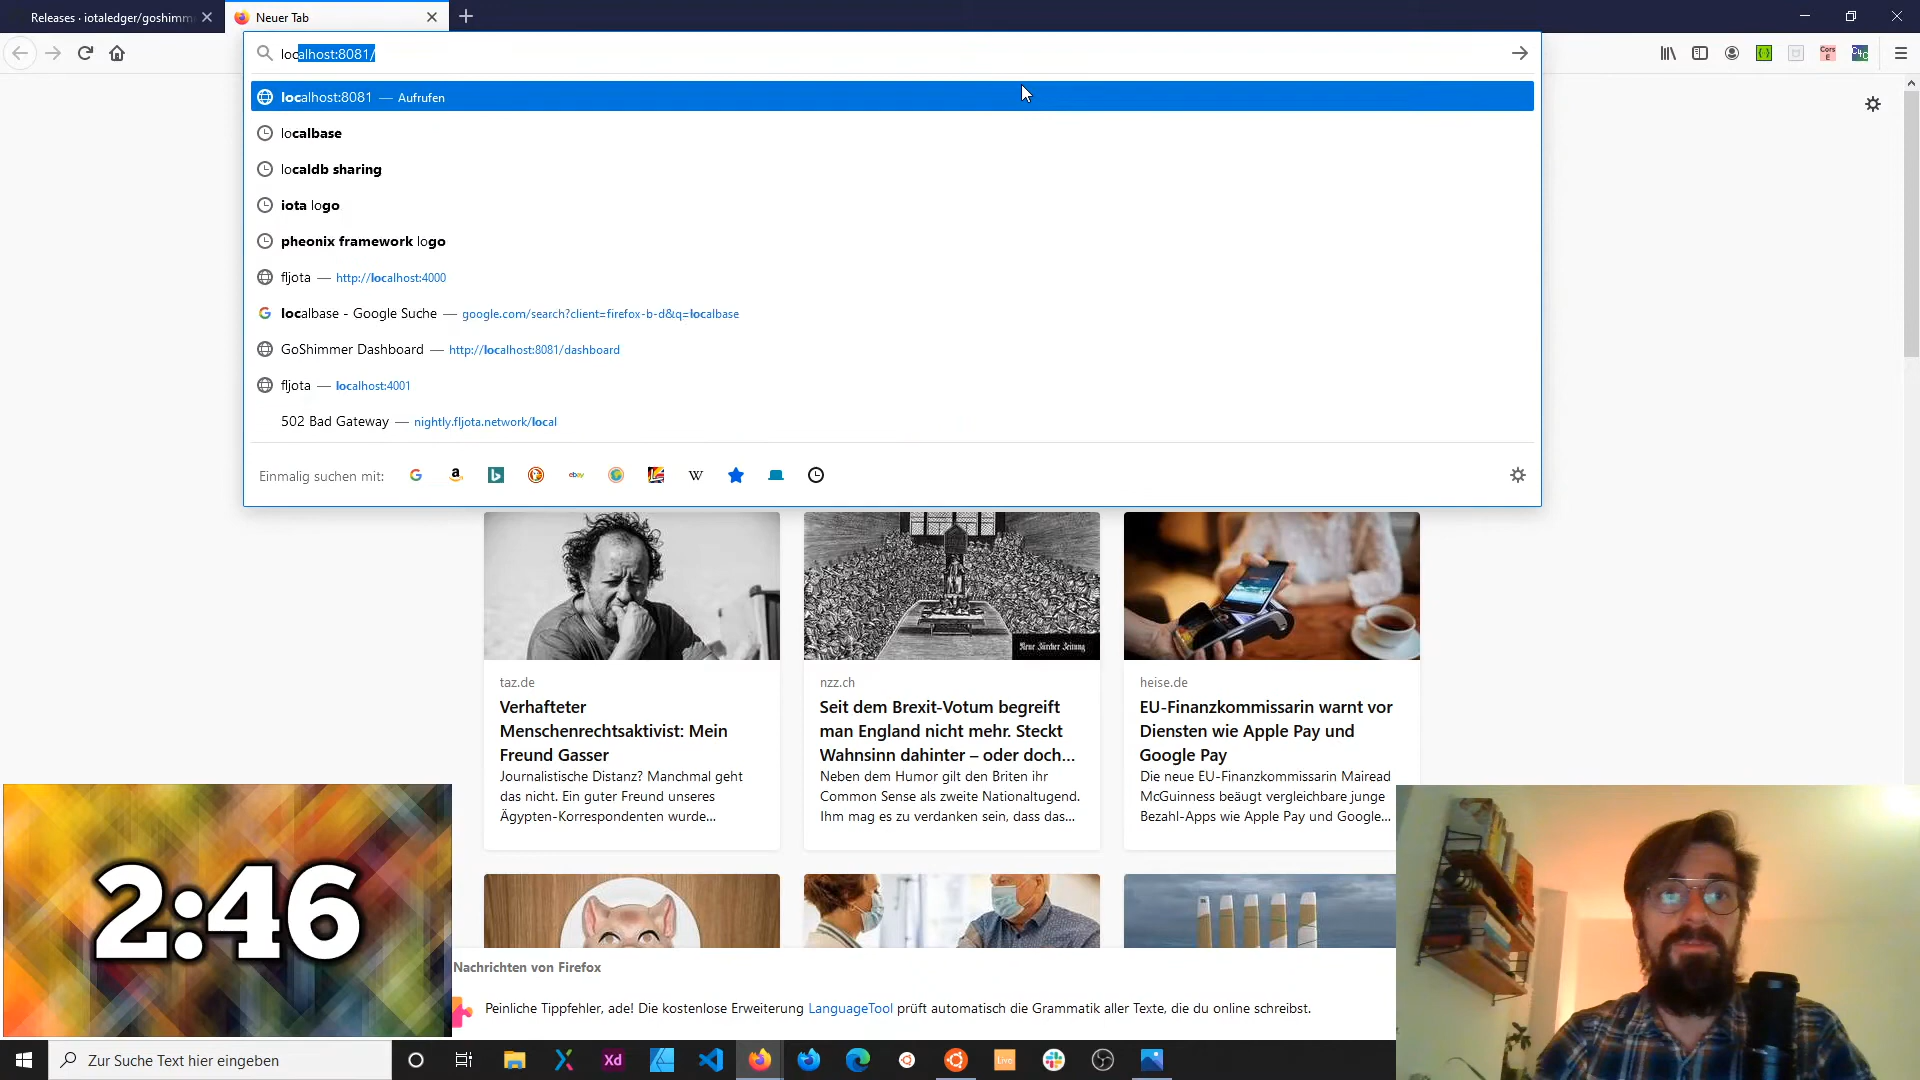 Releases · iotaledger/goshimm
Neuer Tab
localhost:8081/
localhost:8081 — Aufrufen
localbase
localdb sharing
iota logo
pheonix framework logo
fljota — http://localhost:4000
localbase - Google Suche — google.com/search?client=firefox-b-d&q=localbase
GoShimmer Dashboard — http://localhost:8081/dashboard
fljota — localhost:4001
502 Bad Gateway — nightly.fljota.network/local
Einmalig suchen mit:
Neue Zürcher Zeitung
taz.de
Verhafteter
Menschenrechtsaktivist: Mein
Freund Gasser
Journalistische Distanz? Manchmal geht
das nicht. Ein guter Freund unseres
Ägypten-Korrespondenten wurde...
nzz.ch
Seit dem Brexit-Votum begreift
man England nicht mehr. Steckt
Wahnsinn dahinter – oder doch...
Neben dem Humor gilt den Briten ihr
Common Sense als zweite Nationaltugend.
Ihm mag es zu verdanken sein, dass das...
heise.de
EU-Finanzkommissarin warnt vor
Diensten wie Apple Pay und
Google Pay
Die neue EU-Finanzkommissarin Mairead
McGuinness beäugt vergleichbare junge
Bezahl-Apps wie Apple Pay und Google...
2:46
Nachrichten von Firefox
Peinliche Tippfehler, ade! Die kostenlose Erweiterung LanguageTool prüft automatisch die Grammatik aller Texte, die du online schreibst.
Zur Suche Text hier eingeben
Xd
Live